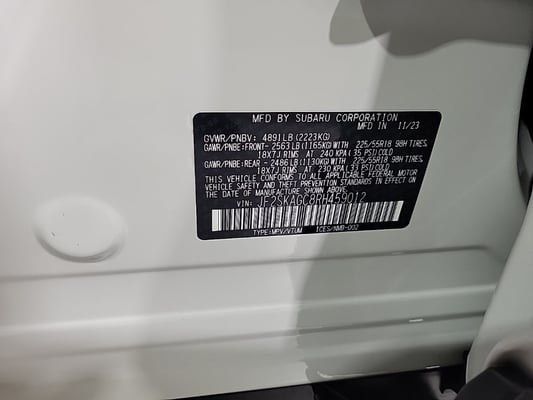 MFD BY SUBARU CORPORATION
GVWR/PNBV: 4891LB(2223KG) MFD IN 11/23
GAWR/PNBE:FRONT- 2563LB(1165KG)WITH 225/55R18 98H TIRES,
18X7J RIMS AT 240 KPA(35 PSI)COLD
GAWR/PNBE:REAR - 2486LB(1130KG)WITH 225/55R18 98H TIRES,
18X7J RIMS AT 230 KPA(33 PSI)COLD
THIS VEHICLE CONFORMS TO ALL APPLICABLE FEDERAL MOTOR
VEHICLE SAFETY STANDARDS IN EFFECT ON
THE DATE OF MANUFACTURE SHOWN ABOVE.
VIN: JF2SKAGC8RH459012
TYPE:MPV/VTUM ICES/NMB-002